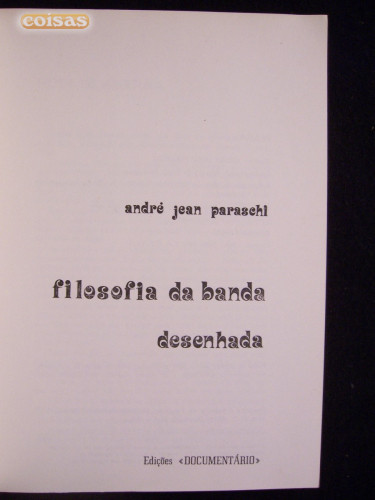 coisas
andré jean paraschi
filosofia da banda
desenhada
Edições «DOCUMENTÁRIO»